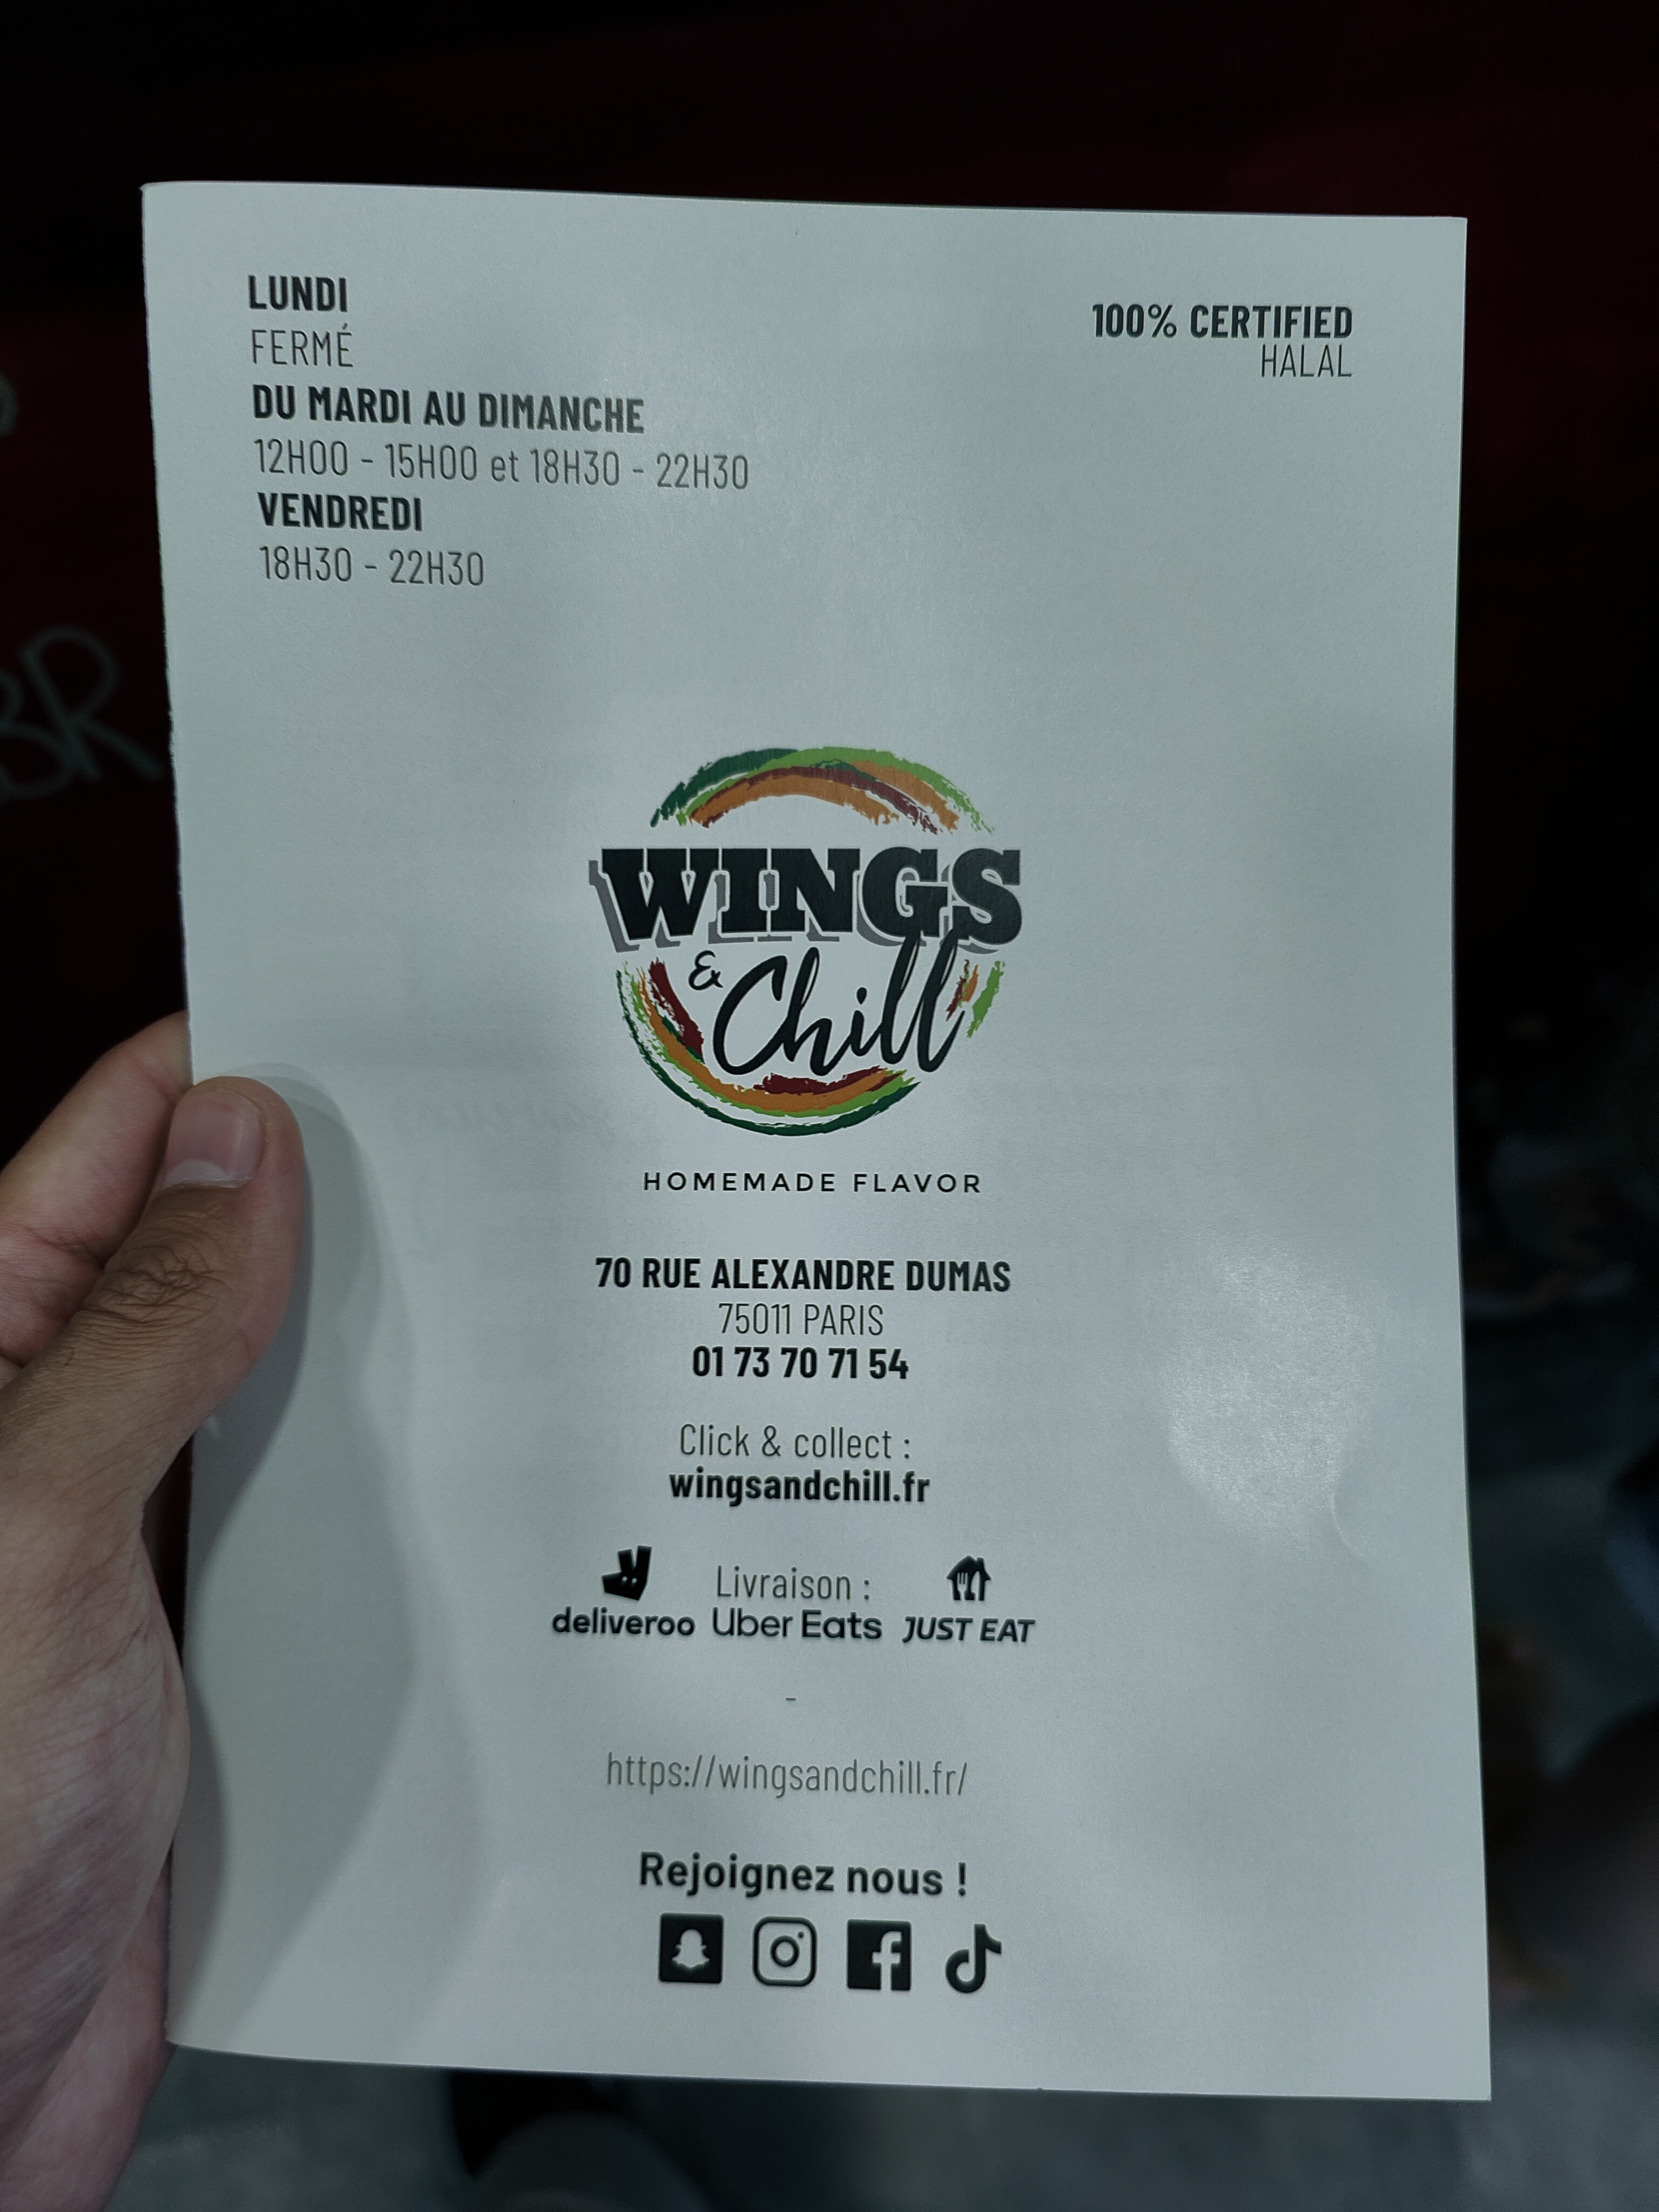 LUNDI
FERMÉ
DU MARDI AU DIMANCHE
12H00 - 15H00 et 18H30 - 22H30
VENDREDI
18H30 - 22H30
100% CERTIFIED
HALAL
WINGS
& Chill
HOMEMADE FLAVOR
70 RUE ALEXANDRE DUMAS
75011 PARIS
01 73 70 71 54
Click & collect :
wingsandchill.fr
Livraison :
deliveroo Uber Eats JUST EAT
-
https://wingsandchill.fr/
Rejoignez nous !